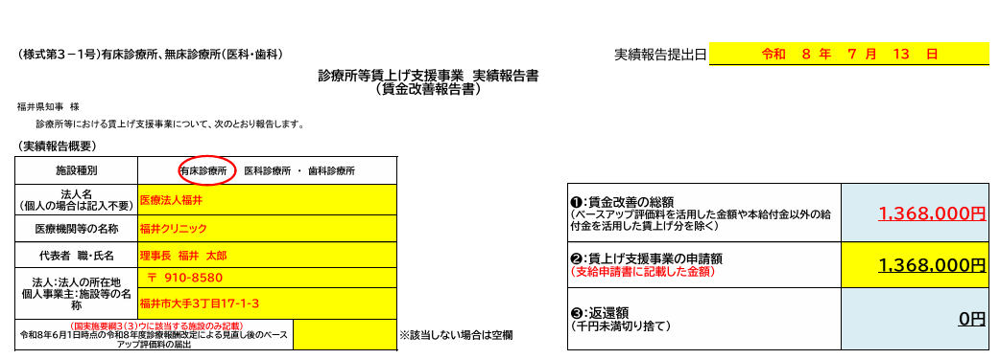 （様式第３－１号）有床診療所、無床診療所（医科・歯科）
実績報告提出日 令和 8 年 7 月 13 日
診療所等賃上げ支援事業 実績報告書
（賃金改善報告書）
福井県知事 様
診療所等における賃上げ支援事業について、次のとおり報告します。
（実績報告概要）
施設種別 有床診療所 医科診療所 ・ 歯科診療所
法人名
（個人の場合は記入不要）
医療法人福井
医療機関等の名称 福井クリニック
代表者 職・氏名 理事長 福井 太郎
法人：法人の所在地
個人事業主：施設等の名
称
〒 910-8580
福井市大手3丁目17-1-3
（国実施要綱3（3）ウに該当する施設のみ記載）
令和8年6月1日時点の令和8年度診療報酬改定による見直し後のベース
アップ評価料の届出
※該当しない場合は空欄
❶：賃金改善の総額
（ベースアップ評価料を活用した金額や本給付金以外の給
付金を活用した賃上げ分を除く）
1,368,000円
❷：賃上げ支援事業の申請額
（支給申請書に記載した金額）
1,368,000円
❸：返還額
（千円未満切り捨て）
0円